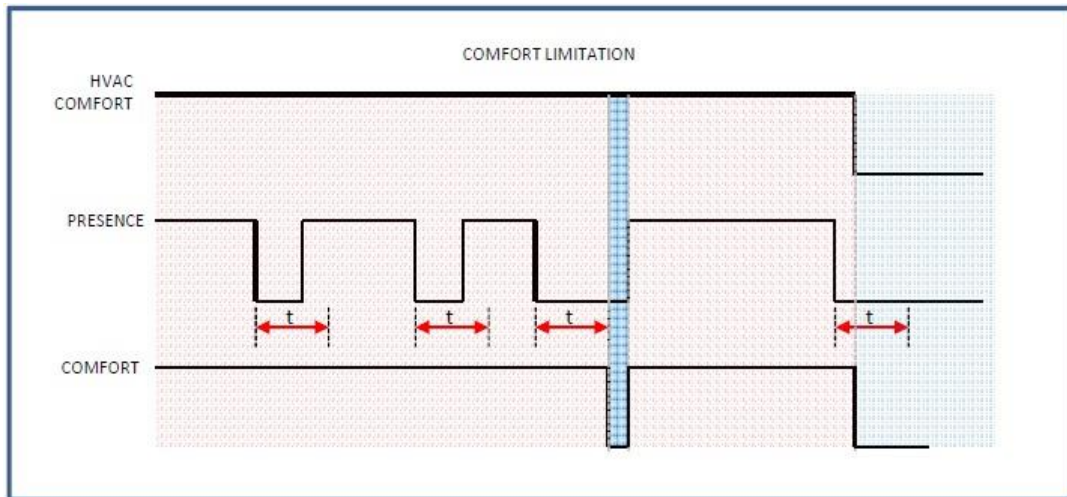 COMFORT LIMITATION
HVAC
COMFORT
PRESENCE
t
t
t
t
COMFORT